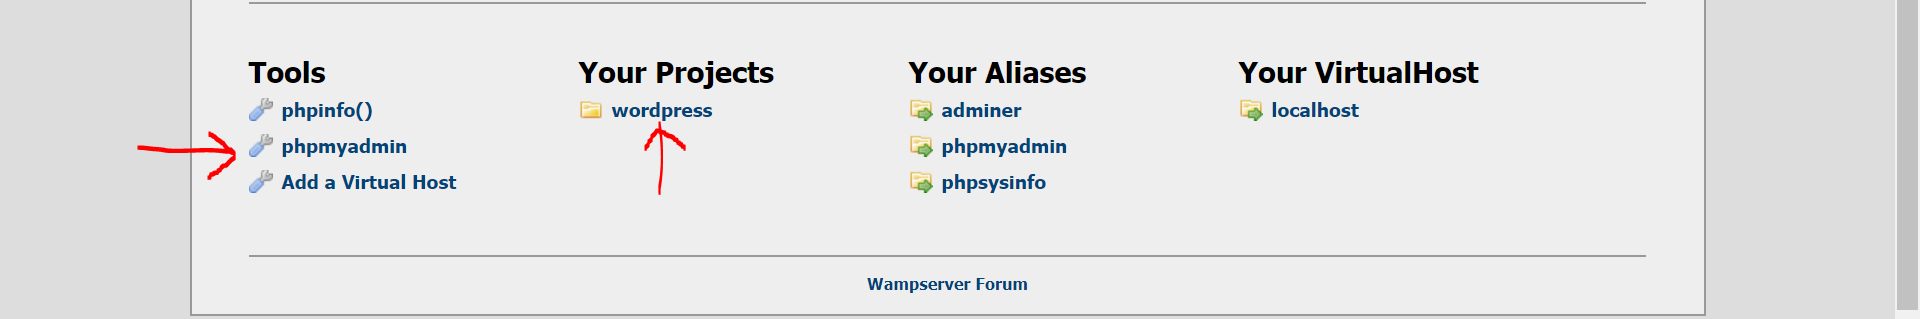 Tools
phpinfo()
phpmyadmin
Add a Virtual Host
Your Projects
wordpress
Your Aliases
adminer
phpmyadmin
phpsysinfo
Your VirtualHost
localhost
Wampserver Forum